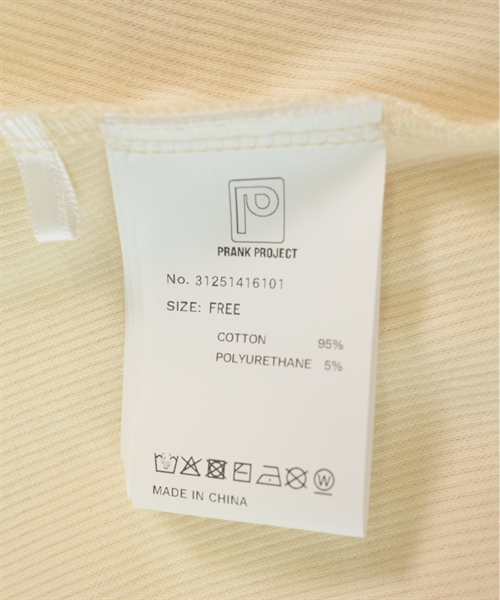 PRANK PROJECT
No. 31251416101
SIZE: FREE
COTTON 95%
POLYURETHANE 5%
W
MADE IN CHINA